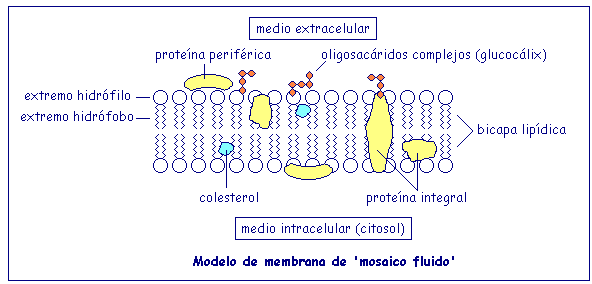 medio extracelular
proteína periférica
oligosacáridos complejos (glucocálix)
extremo hidrófilo
extremo hidrófobo
bicapa lipídica
colesterol
proteína integral
medio intracelular (citosol)
Modelo de membrana de 'mosaico fluido'